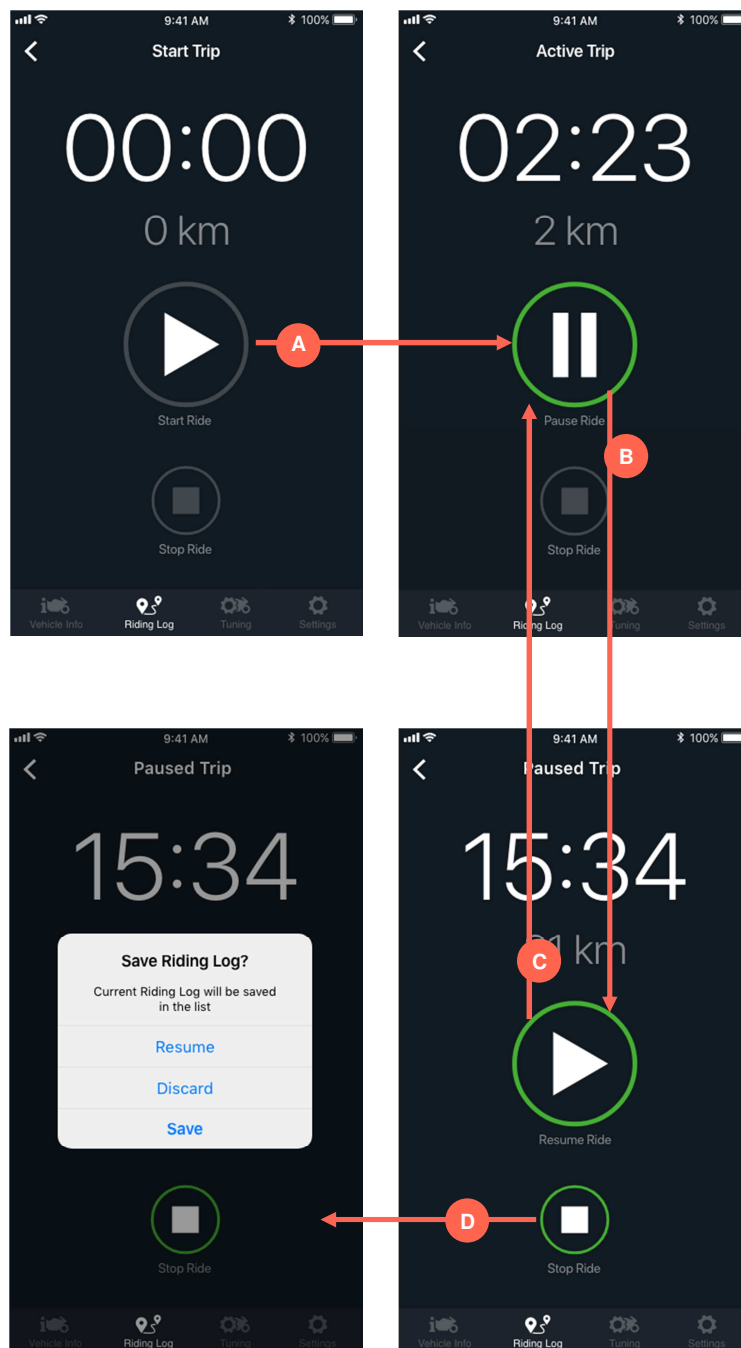 9:41 AM
100%
Start Trip
00:00
0 km
A
Start Ride
Stop Ride
Vehicle Info
Riding Log
Tuning
Settings
9:41 AM
100%
Active Trip
02:23
2 km
Pause Ride
B
Stop Ride
Vehicle Info
Riding Log
Tuning
Settings
9:41 AM
100%
Paused Trip
15:34
Save Riding Log?
Current Riding Log will be saved
in the list
Resume
Discard
Save
Stop Ride
Vehicle Info
Riding Log
Tuning
Settings
9:41 AM
100%
Paused Trip
15:34
km
C
Resume Ride
D
Stop Ride
Vehicle Info
Riding Log
Tuning
Settings